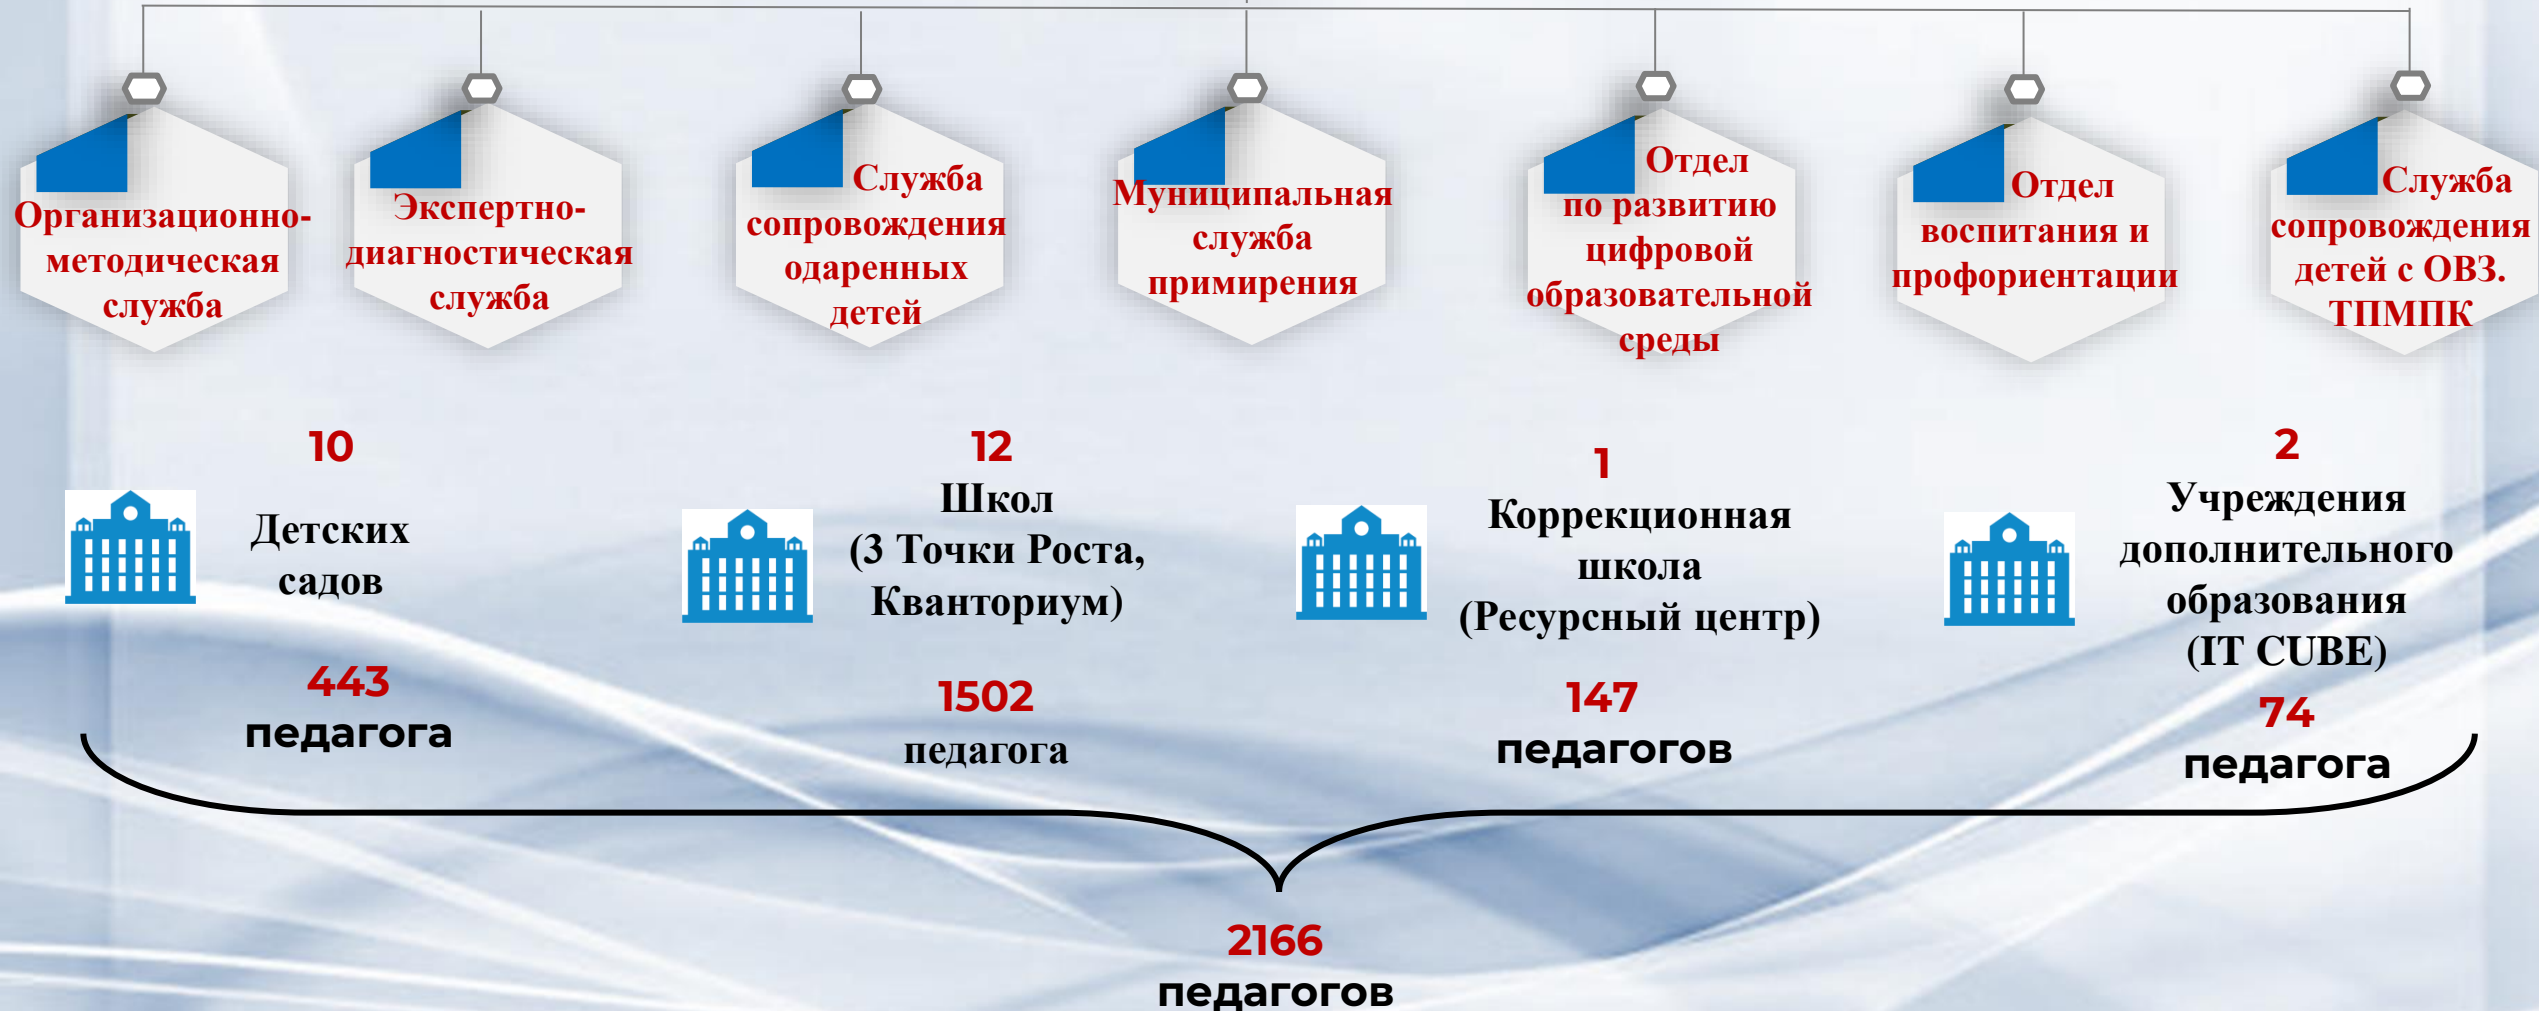 Организационно-
методическая
служба
Экспертно-
диагностическая
служба
Служба
сопровождения
одаренных
детей
Муниципальная
служба
примирения
Отдел
по развитию
цифровой
образовательной
среды
Отдел
воспитания и
профориентации
Служба
сопровождения
детей с ОВЗ.
ТПМПК
10
Детских
садов
443
педагога
12
Школ
(3 Точки Роста,
Кванториум)
1502
педагога
1
Коррекционная
школа
(Ресурсный центр)
147
педагогов
2
Учреждения
дополнительного
образования
(IT CUBE)
74
педагога
2166
педагогов